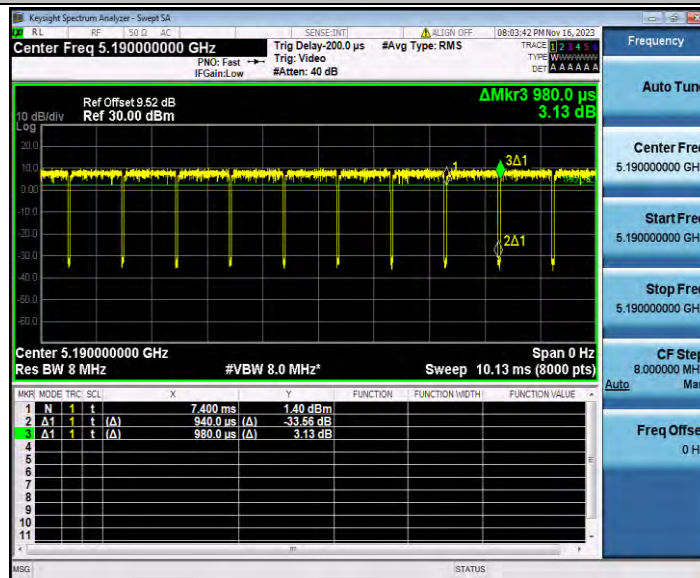 Keysight Spectrum Analyzer - Swept SA
RL RF 50 Ω AC SENSE:INT ALIGN OFF 08:03:42 PM Nov 16, 2023
Center Freq 5.190000000 GHz
PNO: Fast
IFGain:Low
Trig Delay-200.0 µs
Trig: Video
#Atten: 40 dB
#Avg Type: RMS
TRACE 1 2 3 4 5 6
TYPE W
DET A A A A A A
Frequency
Auto Tune
ΔMkr3 980.0 µs
3.13 dB
Ref Offset 9.52 dB
10 dB/div Ref 30.00 dBm
Log
20.0
10.0
0.00
-10.0
-20.0
-30.0
-40.0
-50.0
-60.0
1
3Δ1
2Δ1
Center Freq
5.190000000 GHz
Start Freq
5.190000000 GHz
Stop Freq
5.190000000 GHz
CF Step
8.000000 MHz
Auto Man
Freq Offset
0 Hz
Center 5.190000000 GHz Span 0 Hz
Res BW 8 MHz #VBW 8.0 MHz* Sweep 10.13 ms (8000 pts)
MKR MODE TRC SCL X Y FUNCTION FUNCTION WIDTH FUNCTION VALUE
1 N 1 t 7.400 ms 1.40 dBm
2 Δ1 1 t (Δ) 940.0 µs (Δ) -33.56 dB
3 Δ1 1 t (Δ) 980.0 µs (Δ) 3.13 dB
4
5
6
7
8
9
10
11
MSG STATUS